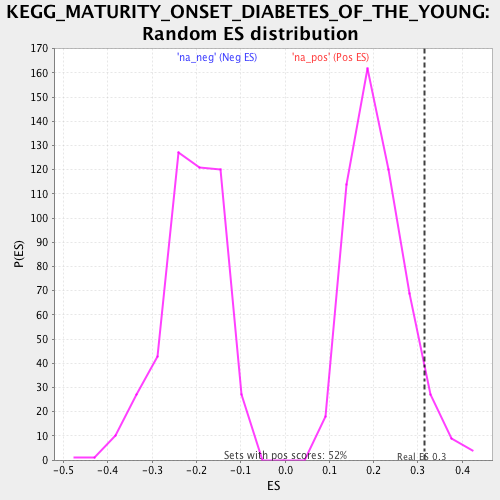 KEGG_MATURITY_ONSET_DIABETES_OF_THE_YOUNG:
Random ES distribution
'na_neg' (Neg ES) 'na_pos' (Pos ES)
170
160
150
140
130
120
110
100
90
80
70
60
50
40
30
20
10
0
P(ES)
Sets with pos scores: 52%
Real ES 0.3
-0.5 -0.4 -0.3 -0.2 -0.1 0.0 0.1 0.2 0.3 0.4
ES